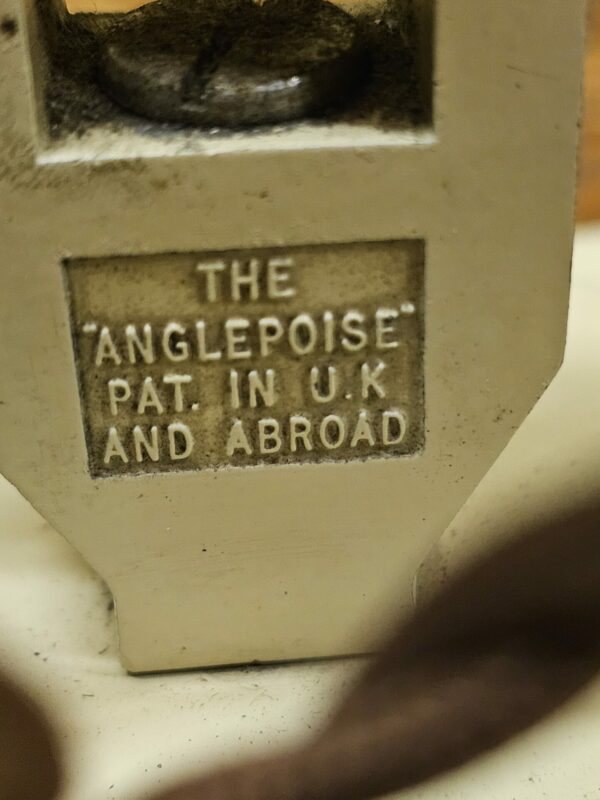 THE
"ANGLEPOISE"
PAT. IN U.K
AND ABROAD